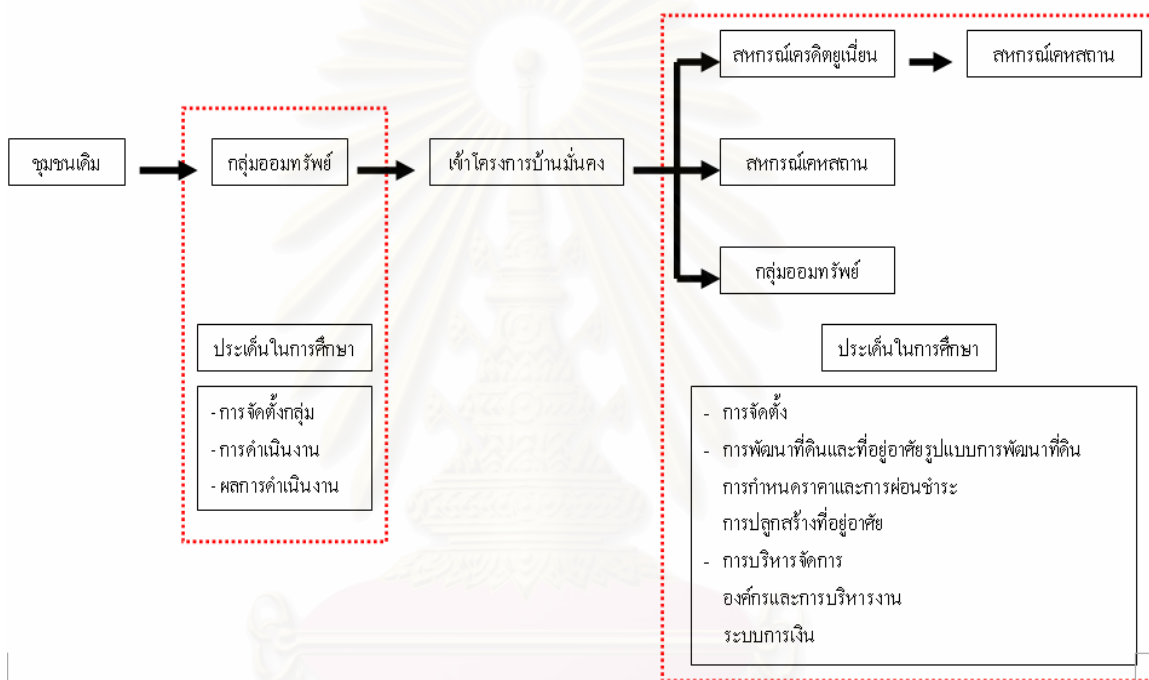 สหกรณ์เครดิตยูเนี่ยน
สหกรณ์เคหสถาน
ชุมชนเดิม
กลุ่มออมทรัพย์
เข้าโครงการบ้านมั่นคง
สหกรณ์เคหสถาน
กลุ่มออมทรัพย์
ประเด็นในการศึกษา
- การจัดตั้งกลุ่ม
- การดำเนินงาน
- ผลการดำเนินงาน
ประเด็นในการศึกษา
- การจัดตั้ง
- การพัฒนาที่ดินและที่อยู่อาศัยรูปแบบการพัฒนาที่ดิน
การกำหนดราคาและการผ่อนชำระ
การปลูกสร้างที่อยู่อาศัย
- การบริหารจัดการ
องค์กรและการบริหารงาน
ระบบการเงิน